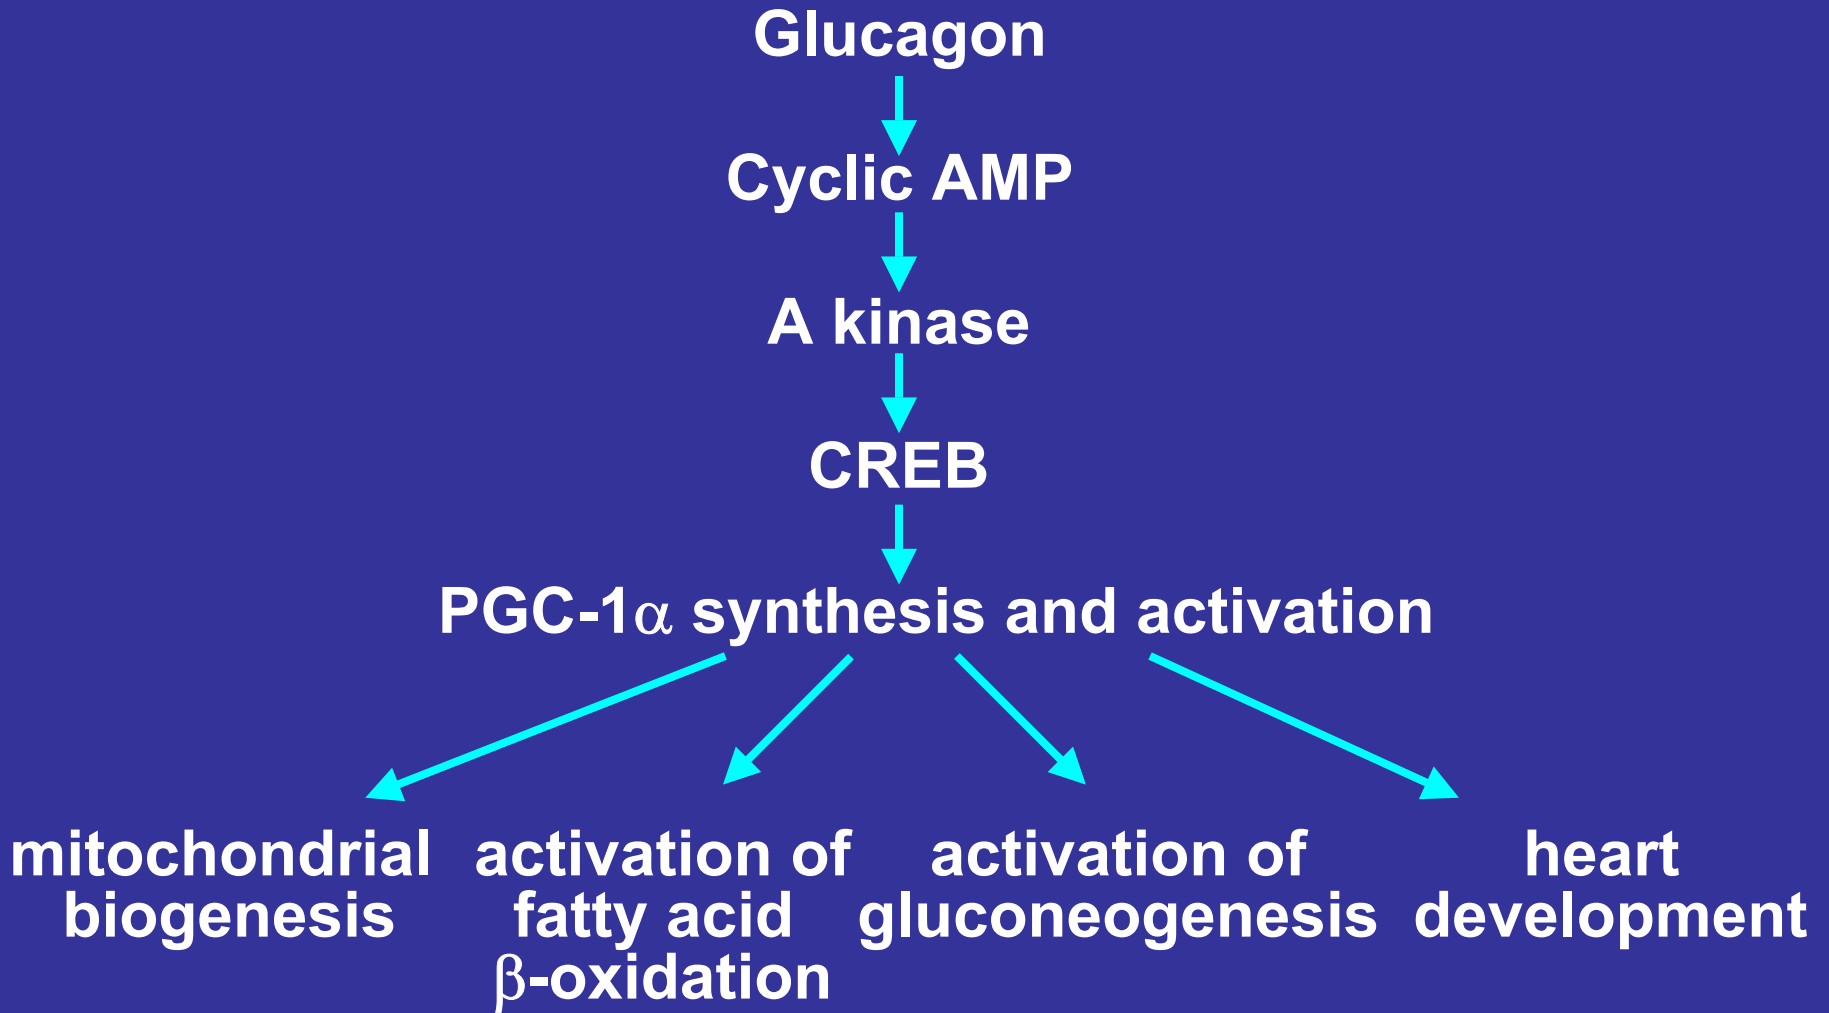 Glucagon
Cyclic AMP
A kinase
CREB
PGC-1α synthesis and activation
mitochondrial
biogenesis
activation of
fatty acid
β-oxidation
activation of
gluconeogenesis
heart
development